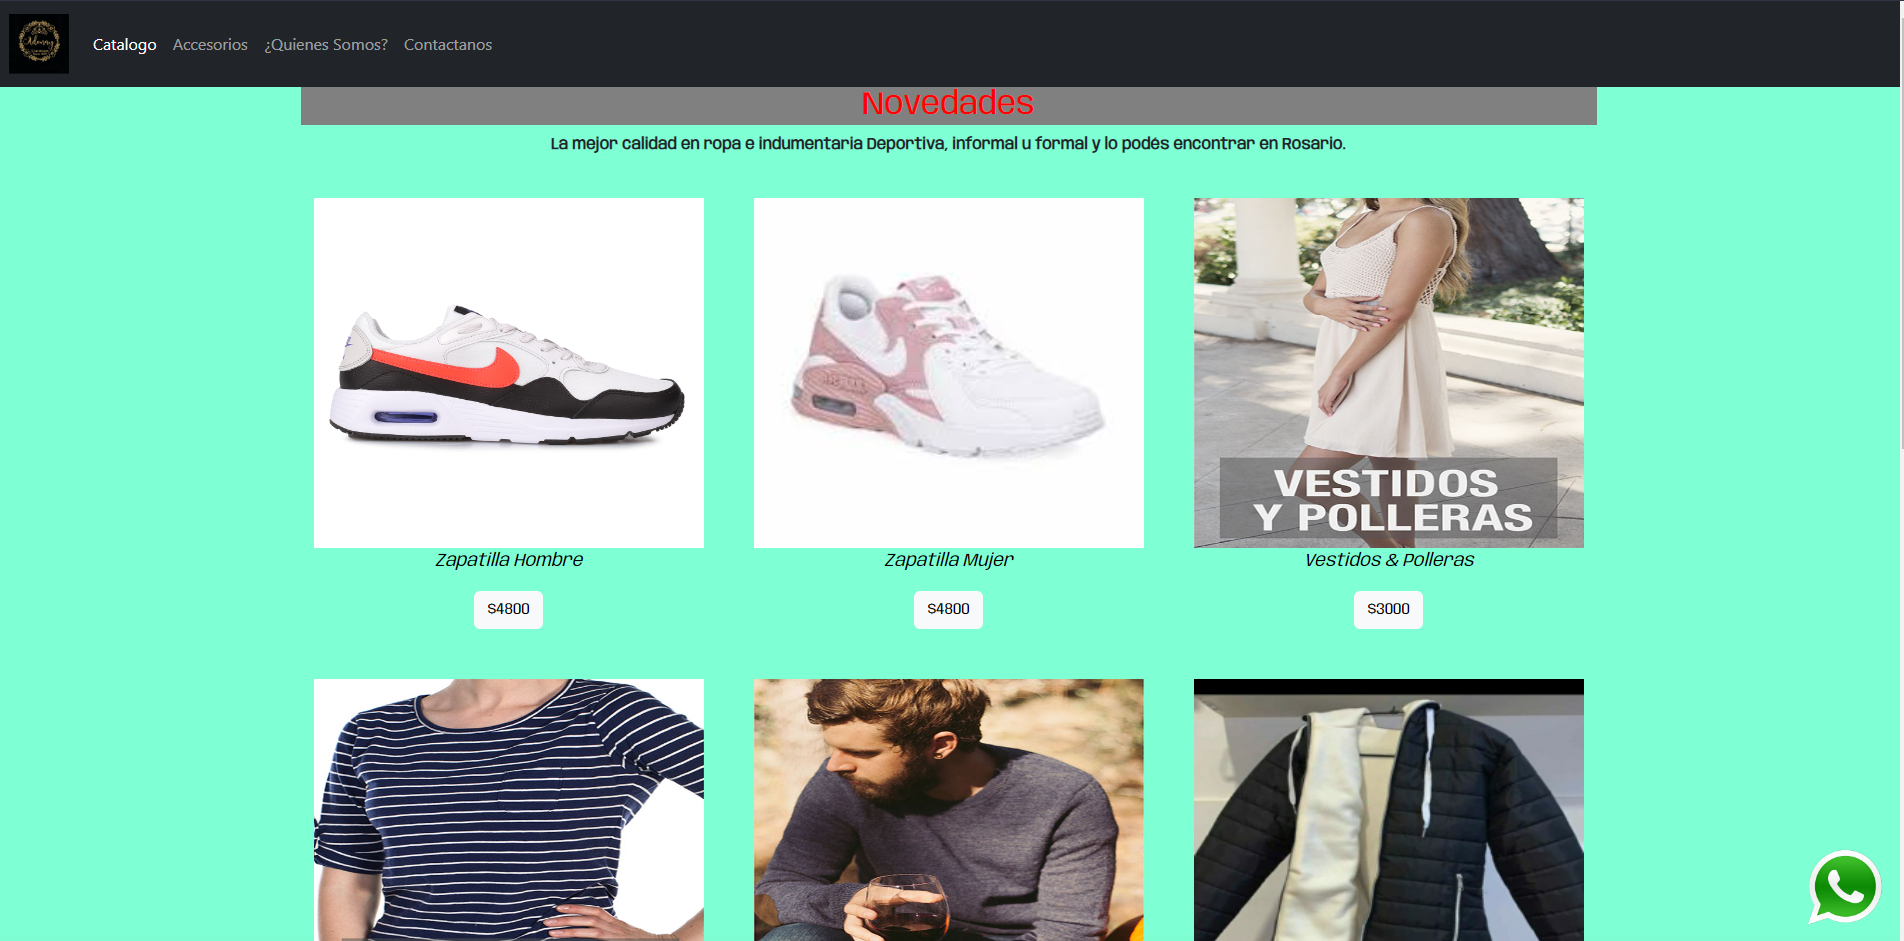 Catalogo Accesorios ¿Quienes Somos? Contactanos
Novedades
La mejor calidad en ropa e indumentaria Deportiva, informal u formal y lo podés encontrar en Rosario.
VESTIDOS
Y POLLERAS
Zapatilla Hombre
Zapatilla Mujer
Vestidos & Polleras
$4800
$4800
$3000